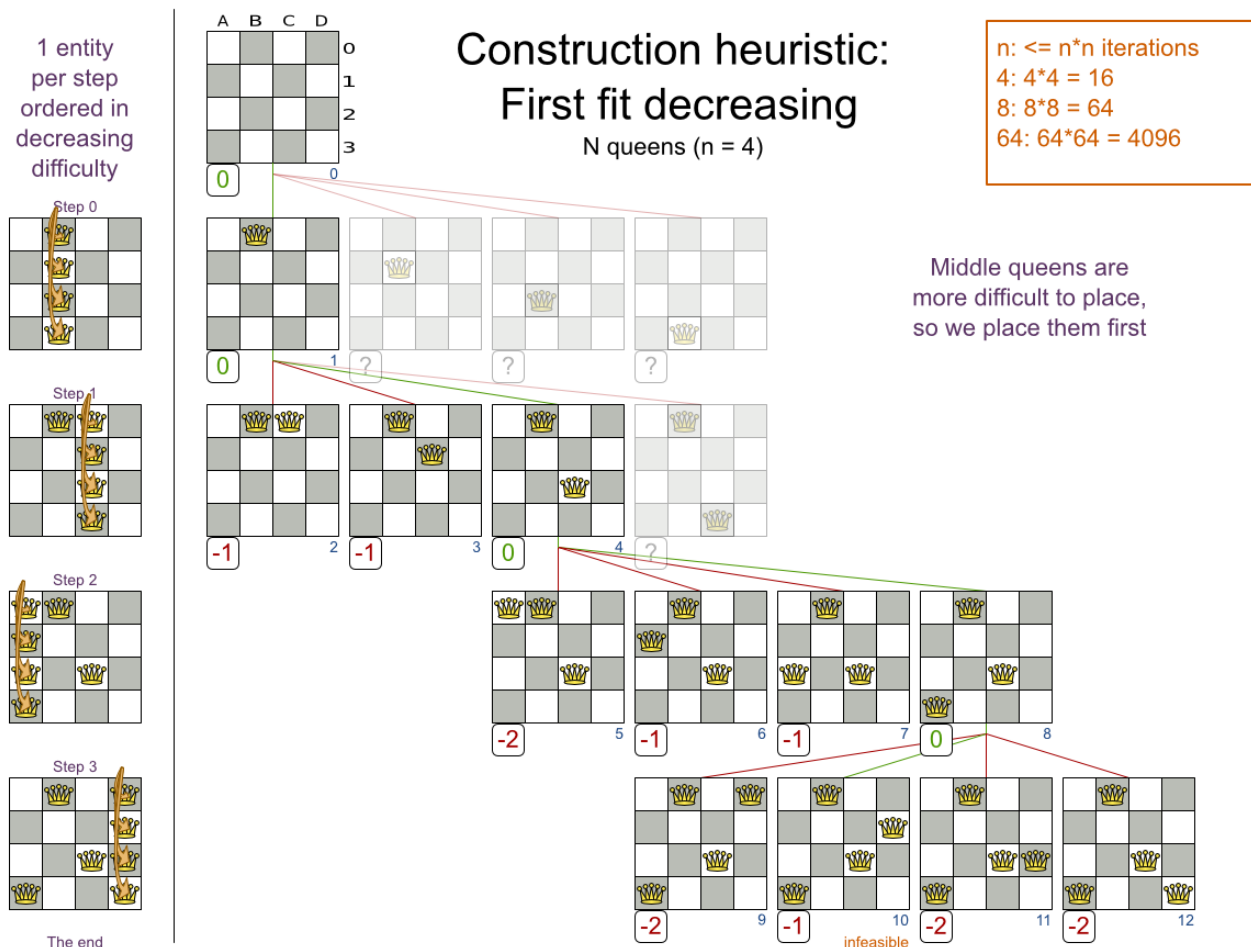 1 entity
per step
ordered in
decreasing
difficulty
A B C D
0
1
2
3
0
0
Construction heuristic:
First fit decreasing
N queens (n = 4)
n: <= n*n iterations
4: 4*4 = 16
8: 8*8 = 64
64: 64*64 = 4096
Step 0
0
1
?
?
?
Middle queens are
more difficult to place,
so we place them first
Step 1
-1
2
-1
3
0
4
?
Step 2
-2
5
-1
6
-1
7
0
8
Step 3
-2
9
-1
10
-2
11
-2
12
The end
infeasible